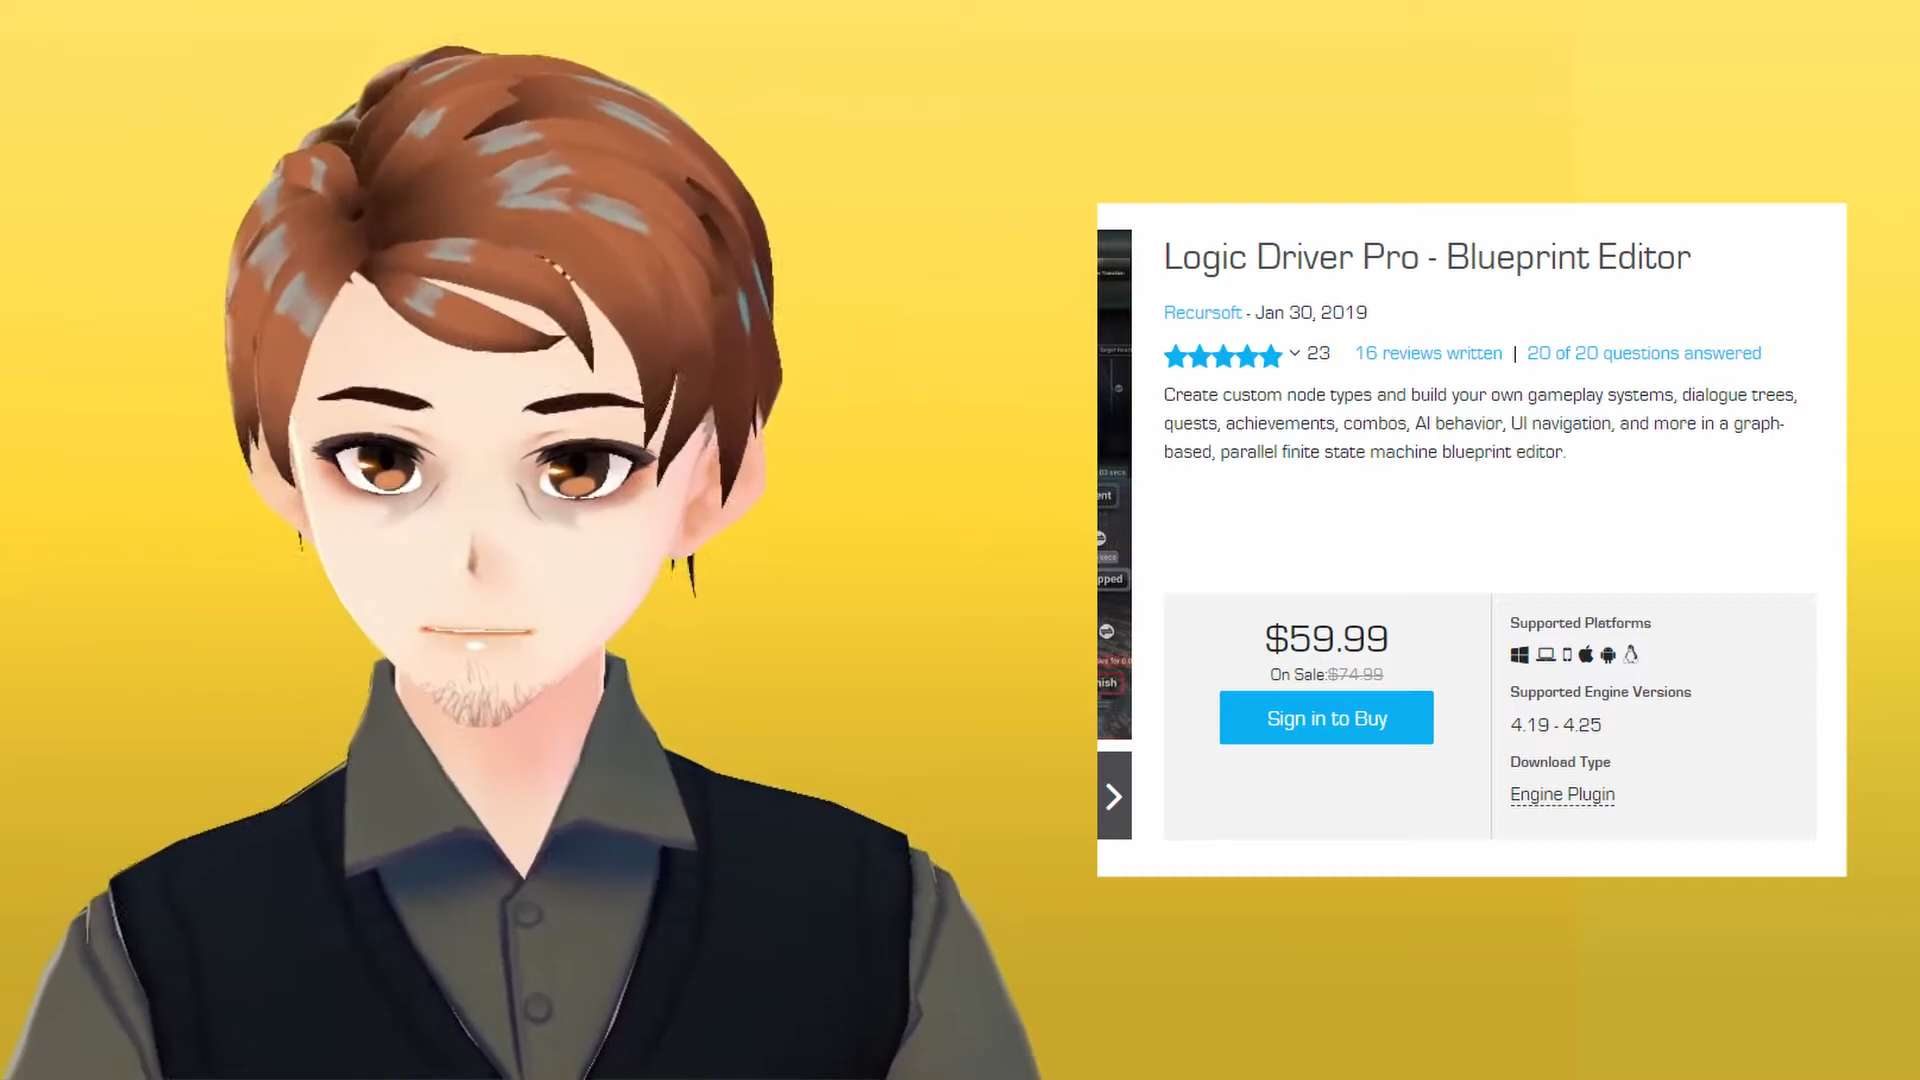 Logic Driver Pro - Blueprint Editor
Recursoft - Jan 30, 2019
23 16 reviews written | 20 of 20 questions answered
Create custom node types and build your own gameplay systems, dialogue trees,
quests, achievements, combos, AI behavior, UI navigation, and more in a graph-
based, parallel finite state machine blueprint editor.
$59.99
On Sale:$74.99
Sign in to Buy
Supported Platforms
Supported Engine Versions
4.19 - 4.25
Download Type
Engine Plugin